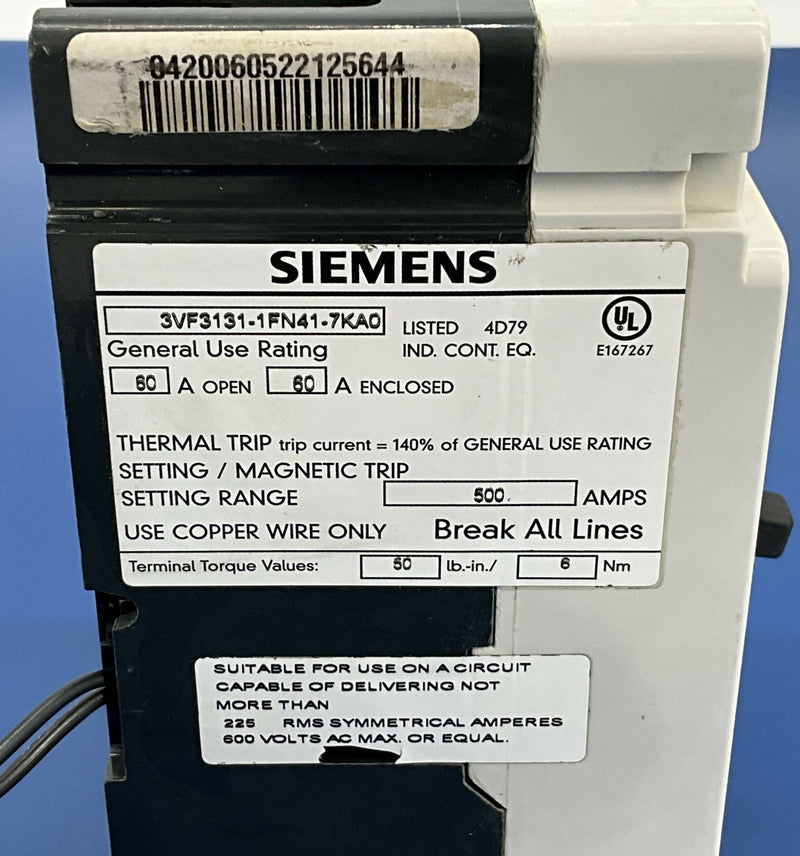 0420060522125644
SIEMENS
3VF3131-1FN41-7KA0 LISTED 4D79
General Use Rating IND. CONT. EQ. E167267
UL
60 A OPEN 60 A ENCLOSED
THERMAL TRIP trip current = 140% of GENERAL USE RATING
SETTING / MAGNETIC TRIP
SETTING RANGE 500. AMPS
USE COPPER WIRE ONLY Break All Lines
Terminal Torque Values: 50 lb.-in./ 6 Nm
SUITABLE FOR USE ON A CIRCUIT
CAPABLE OF DELIVERING NOT
MORE THAN
225 RMS SYMMETRICAL AMPERES
600 VOLTS AC MAX. OR EQUAL.